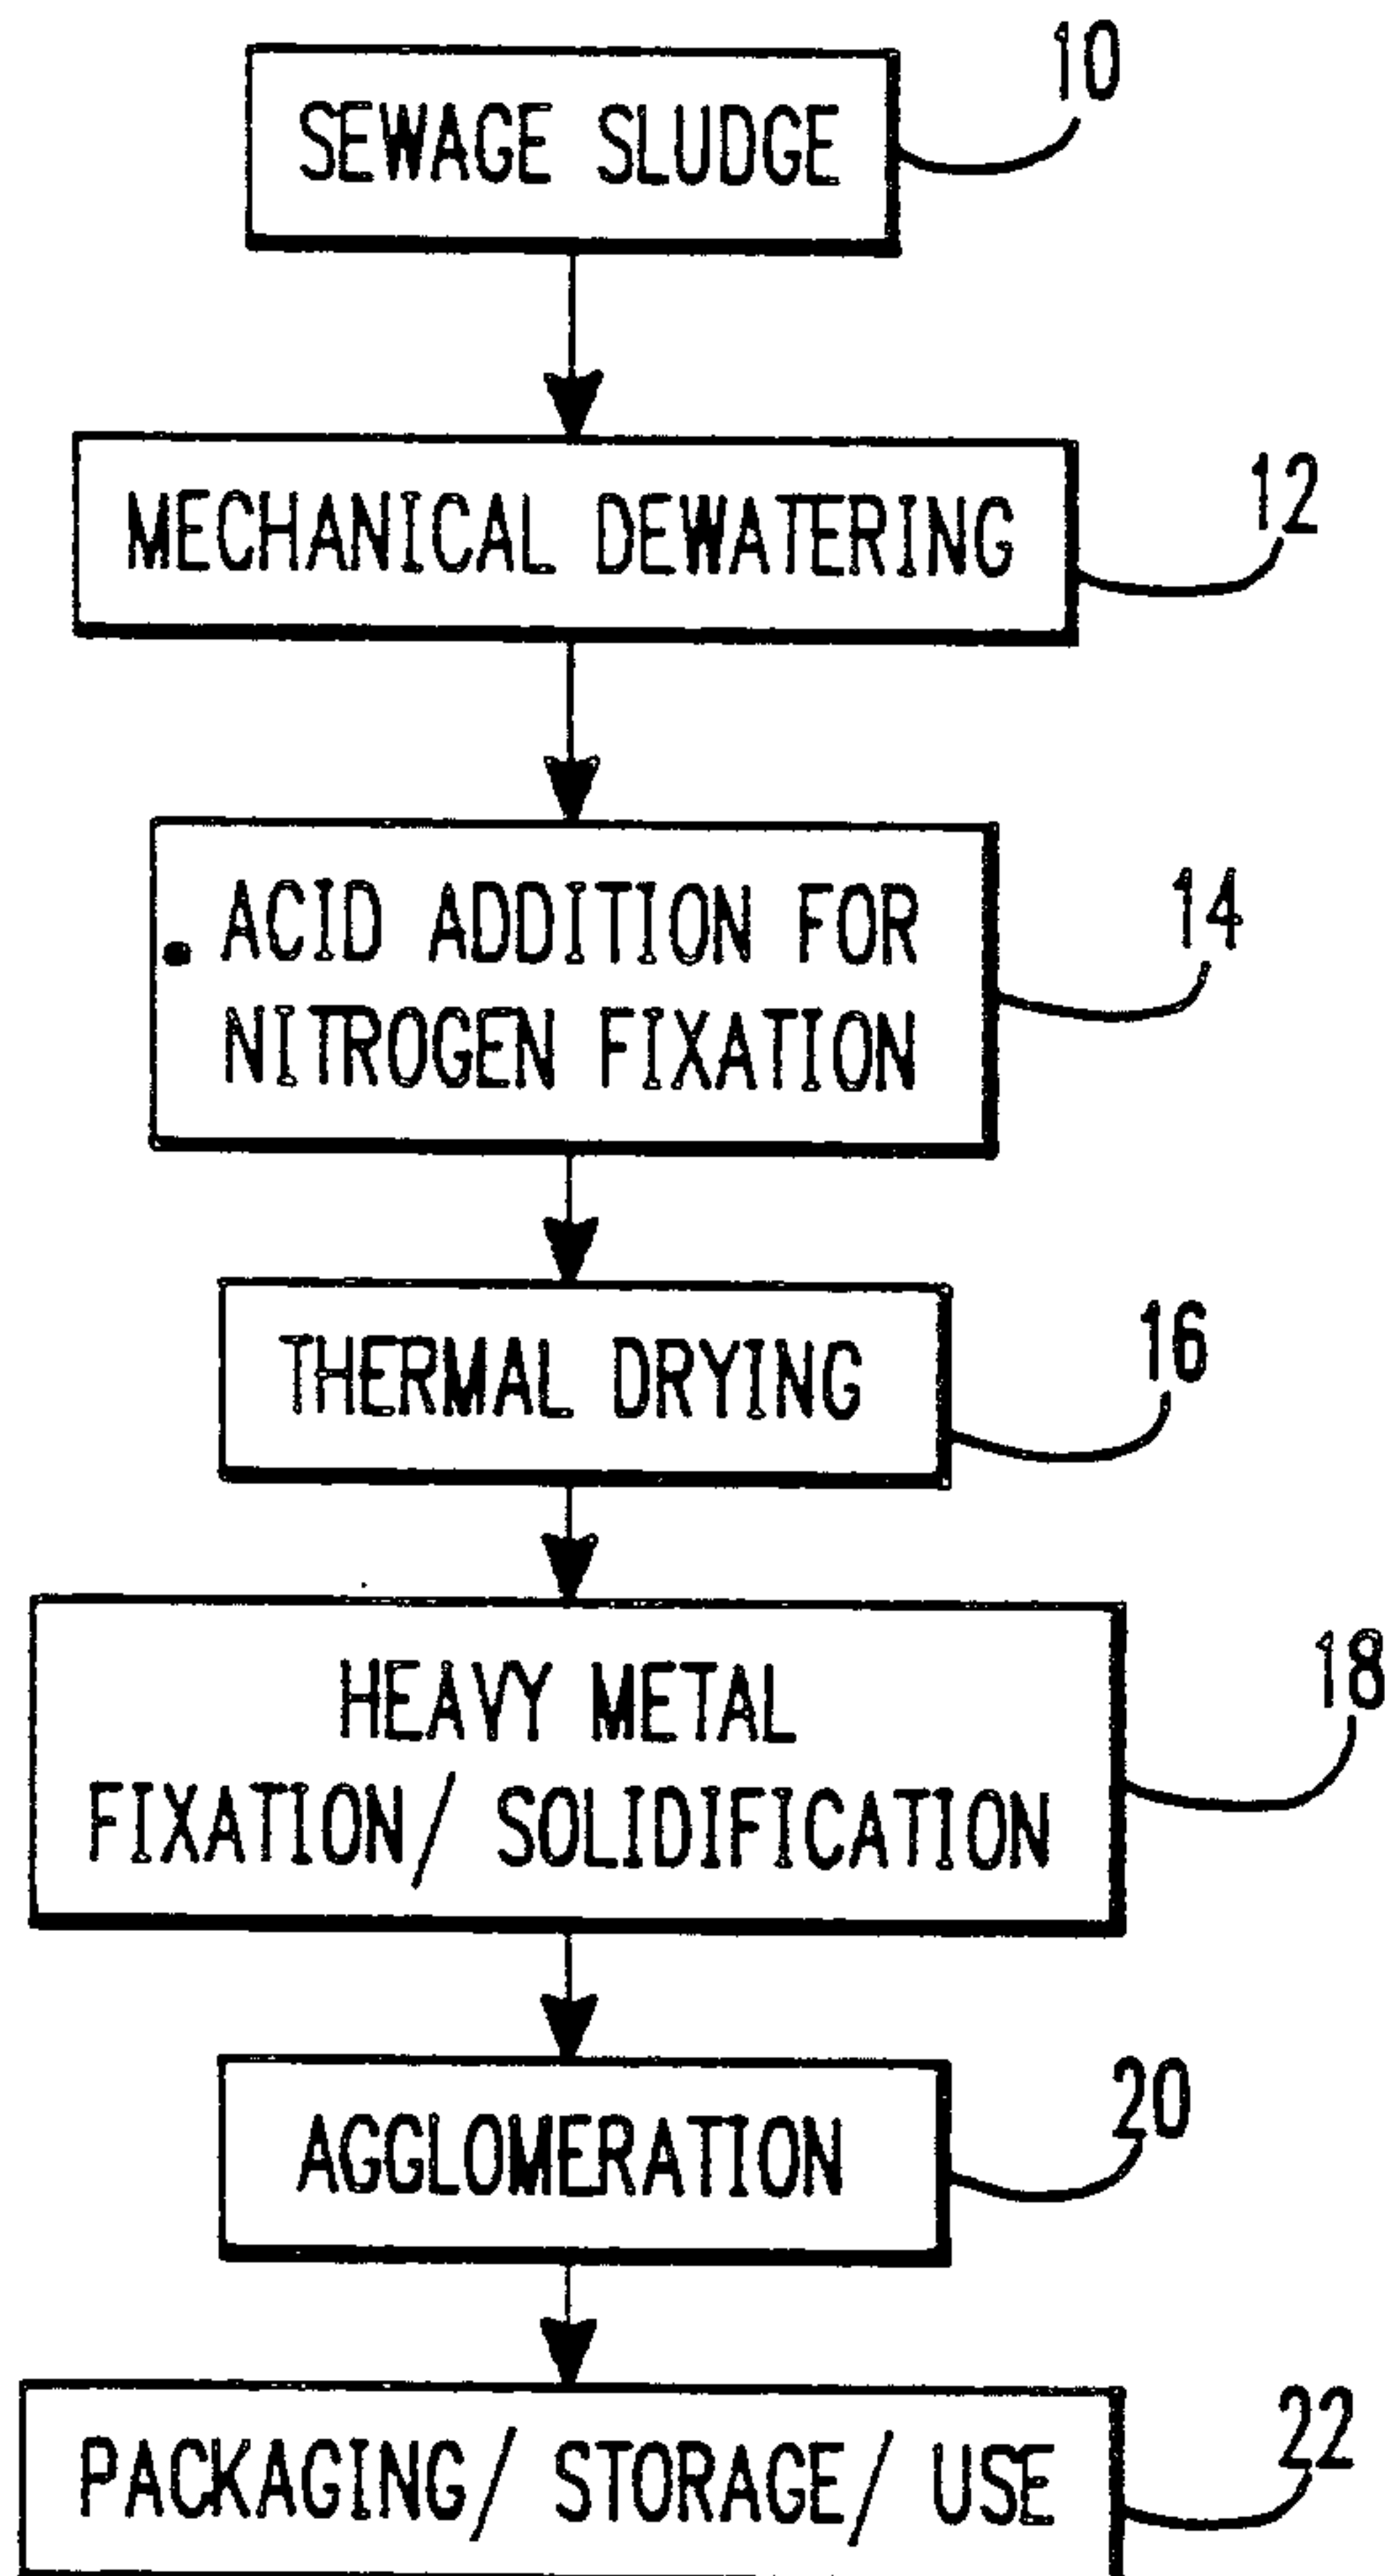 SEWAGE SLUDGE
10
MECHANICAL DEWATERING
12
ACID ADDITION FOR
NITROGEN FIXATION
14
THERMAL DRYING
16
HEAVY METAL
FIXATION/ SOLIDIFICATION
18
AGGLOMERATION
20
PACKAGING/ STORAGE/ USE
22